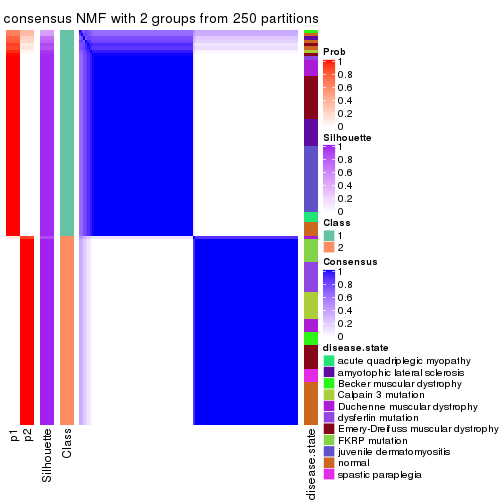 consensus NMF with 2 groups from 250 partitions
Prob
1
0.8
0.6
0.4
0.2
0
Silhouette
1
0.8
0.6
0.4
0.2
0
Class
1
2
Consensus
1
0.8
0.6
0.4
0.2
0
disease.state
acute quadriplegic myopathy
amyotophic lateral sclerosis
Becker muscular dystrophy
Calpain 3 mutation
Duchenne muscular dystrophy
dysferlin mutation
Emery-Dreifuss muscular dystrophy
FKRP mutation
juvenile dermatomyositis
normal
spastic paraplegia
p1
p2
Silhouette
Class
disease.state